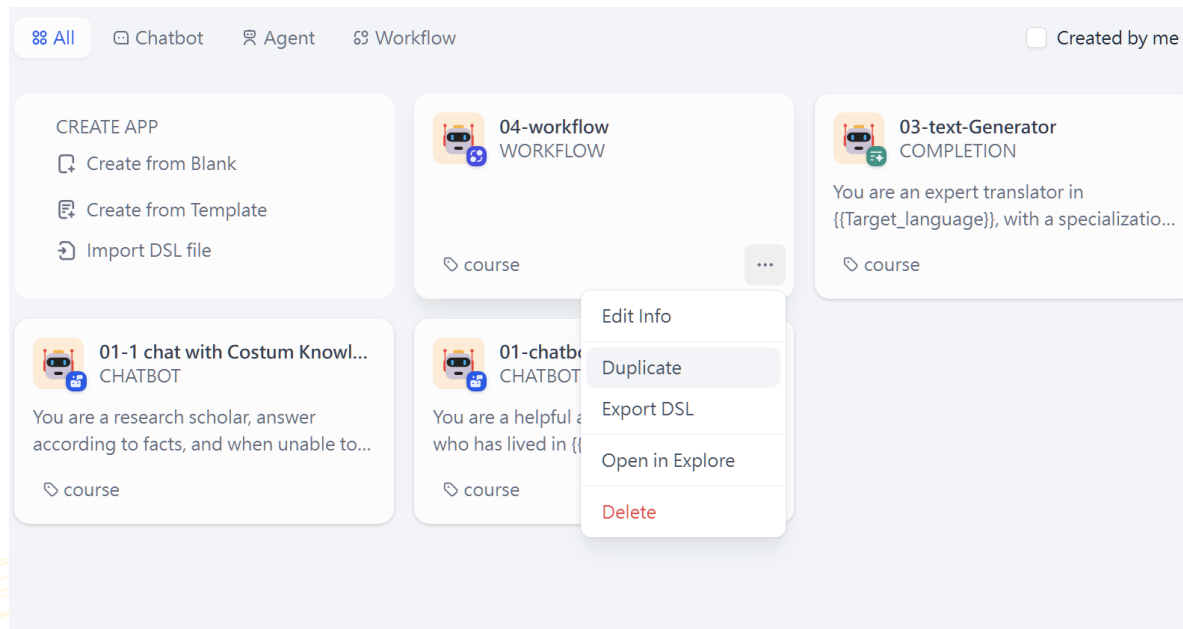 All
Chatbot
Agent
Workflow
Created by me
CREATE APP
Create from Blank
Create from Template
Import DSL file
04-workflow
WORKFLOW
course
03-text-Generator
COMPLETION
You are an expert translator in
{{Target_language}}, with a specializatio...
course
01-1 chat with Costum Knowl...
CHATBOT
You are a research scholar, answer
according to facts, and when unable to...
course
01-chatbo
CHATBOT
You are a helpful a
who has lived in {{
course
Edit Info
Duplicate
Export DSL
Open in Explore
Delete